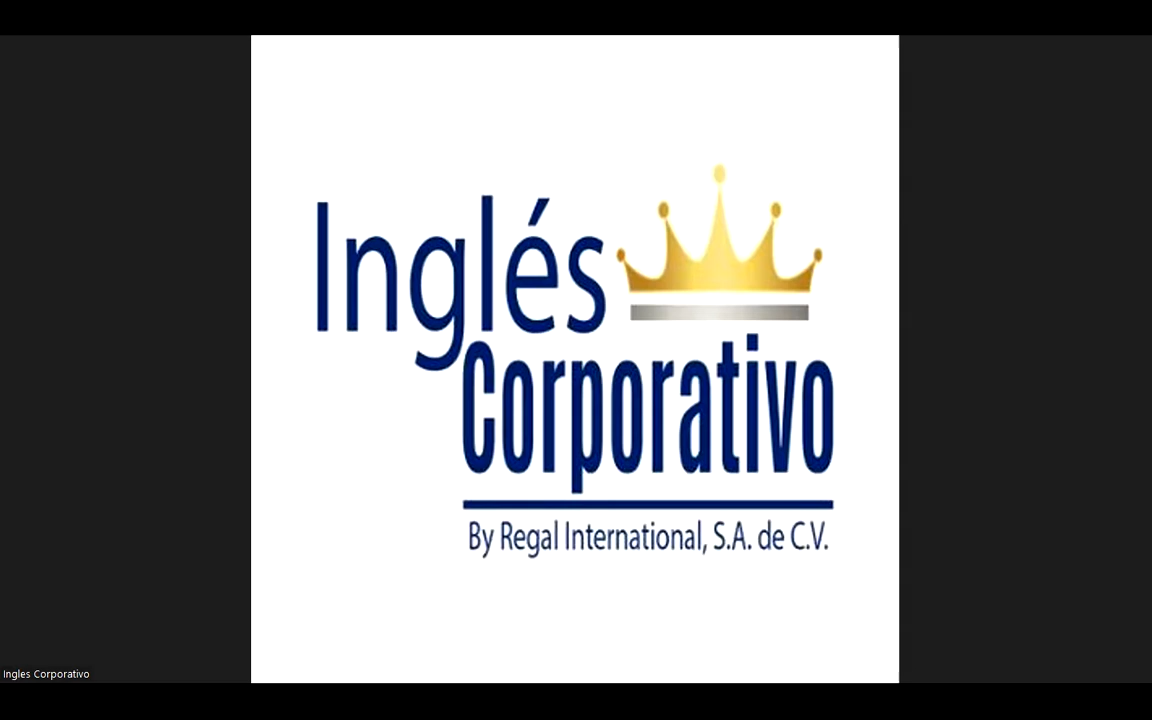 Inglés
Corporativo
By Regal International, S.A. de C.V.
Ingles Corporativo